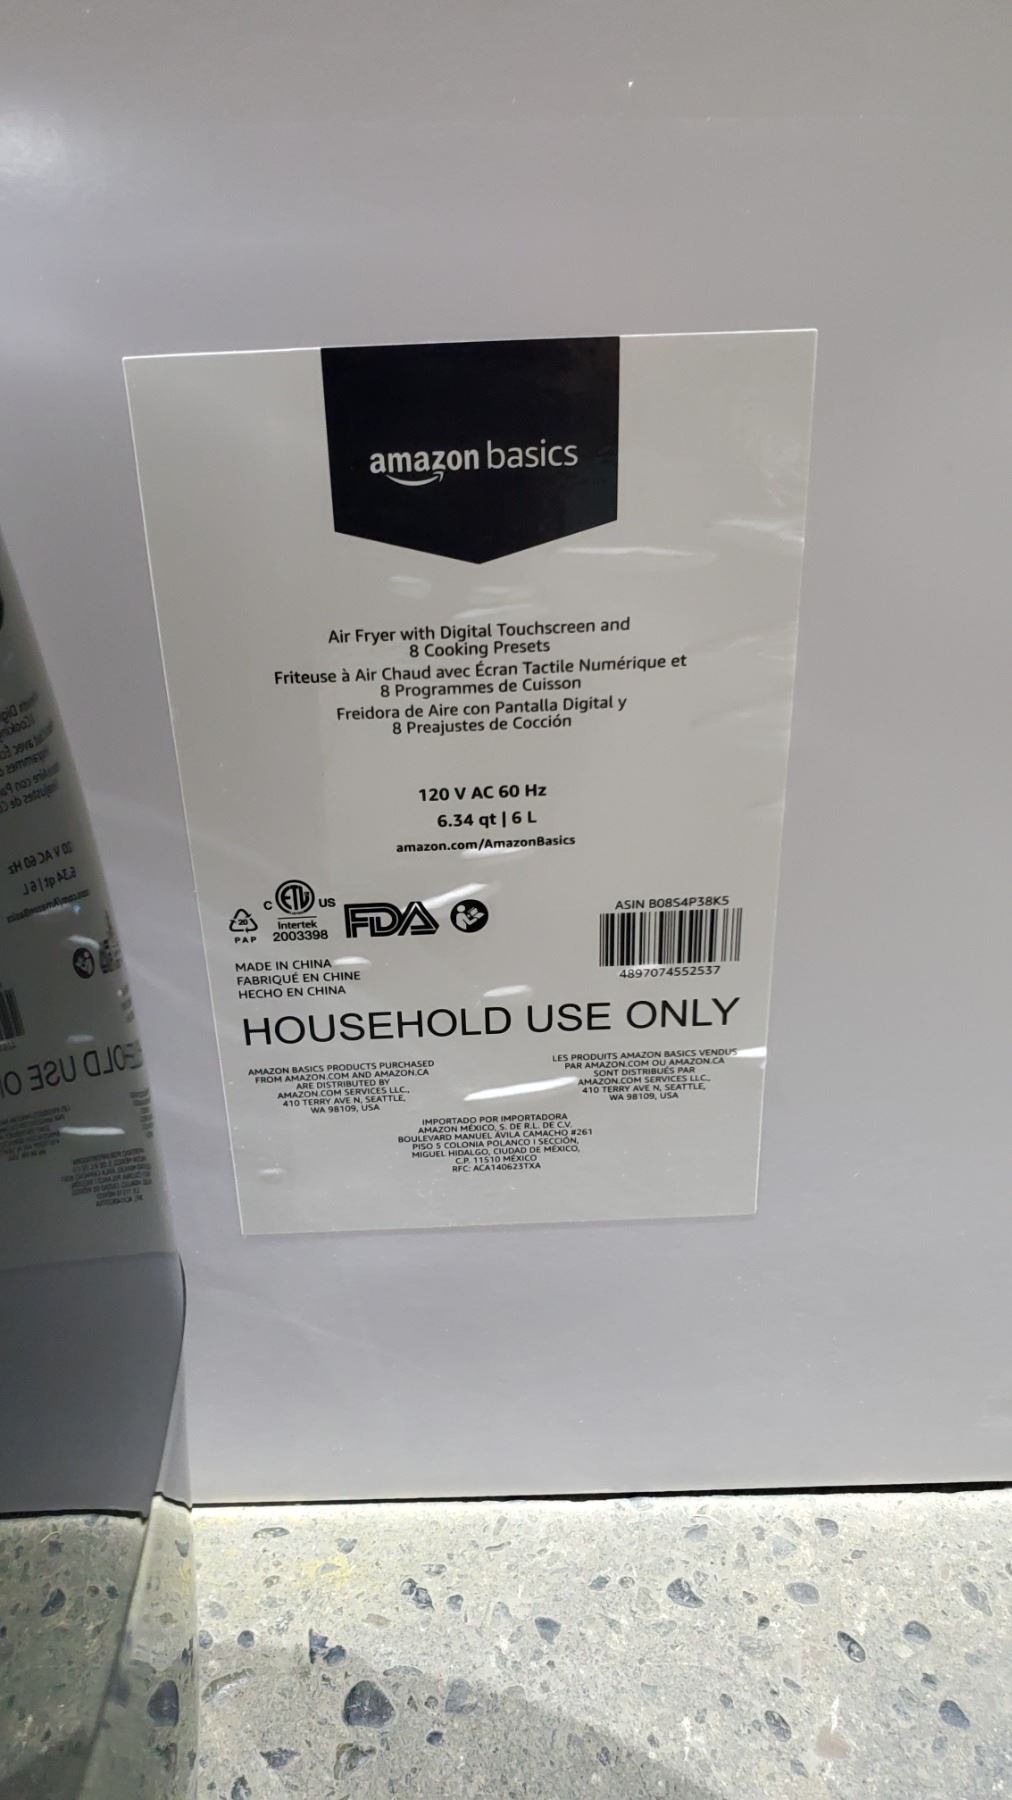 amazon basics
Air Fryer with Digital Touchscreen and
8 Cooking Presets
Friteuse à Air Chaud avec Écran Tactile Numérique et
8 Programmes de Cuisson
Freidora de Aire con Pantalla Digital y
8 Preajustes de Cocción
120 V AC 60 Hz
6.34 qt | 6 L
amazon.com/AmazonBasics
20
PAP
C ETL US
Intertek
2003398
FDA
ASIN B08S4P38K5
4897074552537
MADE IN CHINA
FABRIQUÉ EN CHINE
HECHO EN CHINA
HOUSEHOLD USE ONLY
AMAZON BASICS PRODUCTS PURCHASED
FROM AMAZON.COM AND AMAZON.CA
ARE DISTRIBUTED BY
AMAZON.COM SERVICES LLC.,
410 TERRY AVE N, SEATTLE,
WA 98109, USA
LES PRODUITS AMAZON BASICS VENDUS
PAR AMAZON.COM OU AMAZON.CA
SONT DISTRIBUÉS PAR
AMAZON.COM SERVICES LLC.
410 TERRY AVE N, SEATTLE,
WA 98109, USA
IMPORTADO POR IMPORTADORA
AMAZON MÉXICO, S. DE R.L. DE C.V.
BOULEVARD MANUEL ÁVILA CAMACHO #261
PISO 5 COLONIA POLANCO I SECCIÓN,
MIGUEL HIDALGO, CIUDAD DE MÉXICO,
C.P. 11510 MÉXICO
RFC: ACA140623TXA